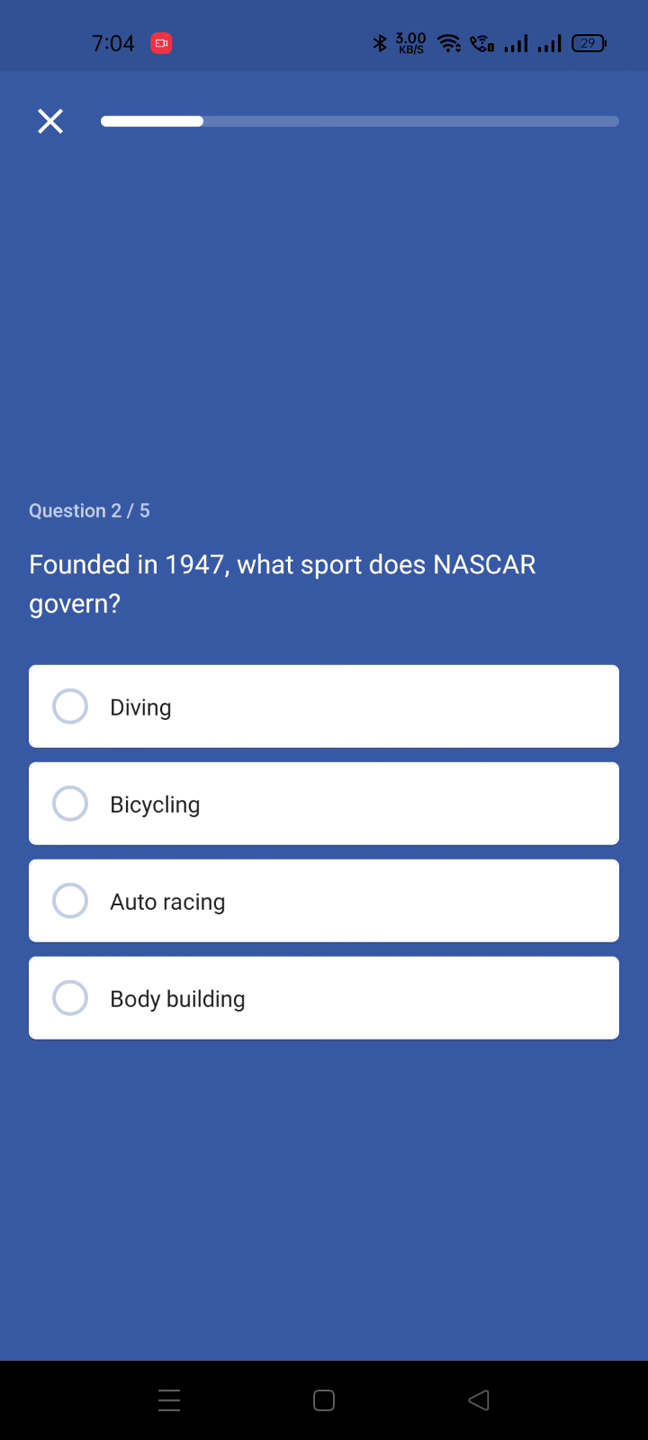 7:04 3.00 KB/S 29
Question 2 / 5
Founded in 1947, what sport does NASCAR
govern?
Diving
Bicycling
Auto racing
Body building